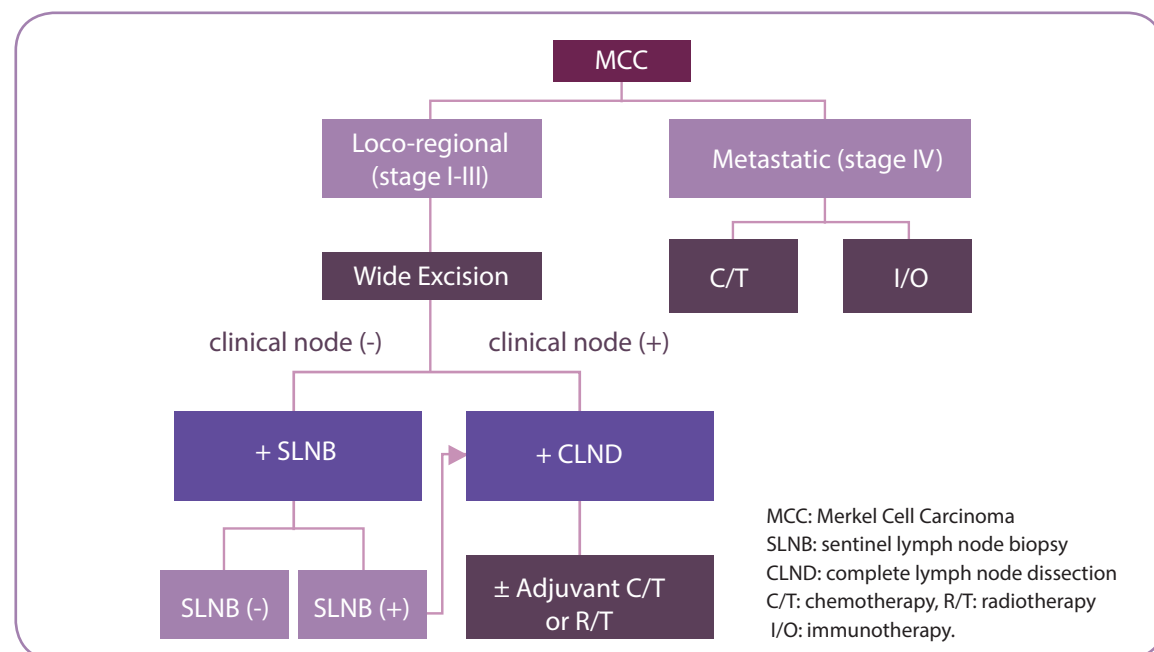 MCC
Loco-regional
(stage I-III)
Metastatic (stage IV)
Wide Excision
C/T
I/O
clinical node (-)
clinical node (+)
+ SLNB
+ CLND
SLNB (-)
SLNB (+)
± Adjuvant C/T
or R/T
MCC: Merkel Cell Carcinoma
SLNB: sentinel lymph node biopsy
CLND: complete lymph node dissection
C/T: chemotherapy, R/T: radiotherapy
I/O: immunotherapy.